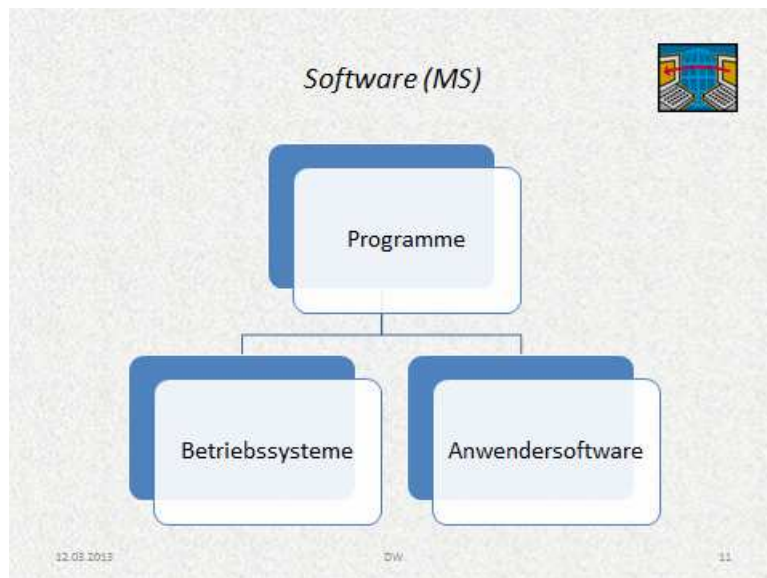 Software (MS)
Programme
Betriebssysteme
Anwendersoftware
12.03.2013
DW
11